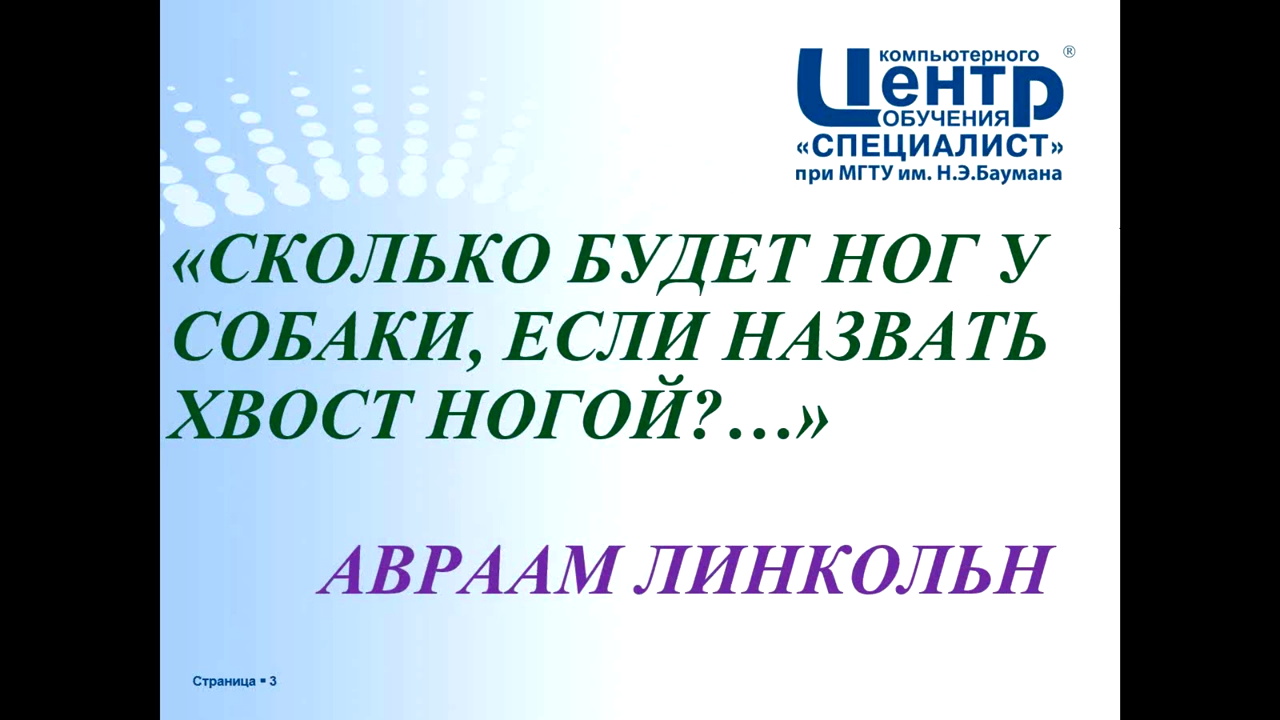 компьютерного ®
Центр
ОБУЧЕНИЯ
«СПЕЦИАЛИСТ»
при МГТУ им. Н.Э.Баумана
«СКОЛЬКО БУДЕТ НОГ У
СОБАКИ, ЕСЛИ НАЗВАТЬ
ХВОСТ НОГОЙ?...»
АВРААМ ЛИНКОЛЬН
Страница ▪ 3